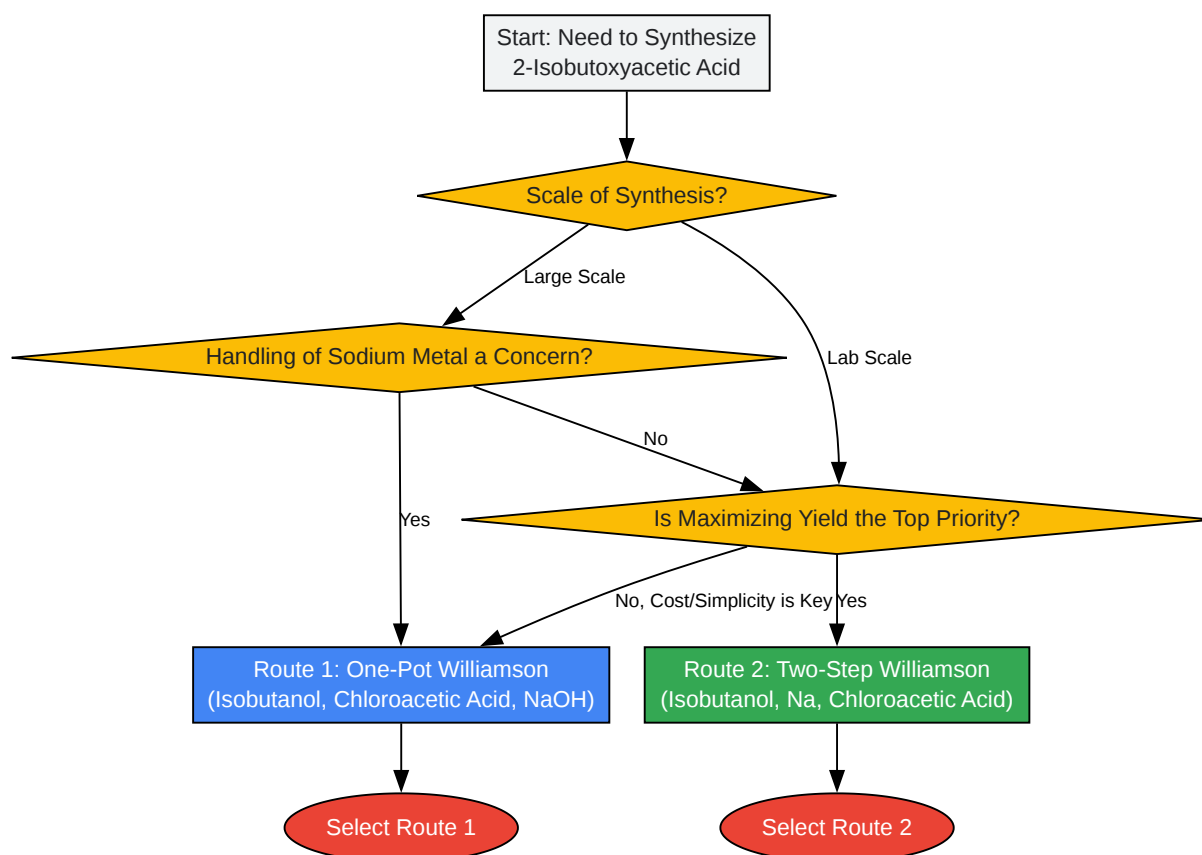 Start: Need to Synthesize
2-Isobutoxyacetic Acid
Scale of Synthesis?
Large Scale
Handling of Sodium Metal a Concern?
Lab Scale
No
Yes
Is Maximizing Yield the Top Priority?
No, Cost/Simplicity is Key
Yes
Route 1: One-Pot Williamson
(Isobutanol, Chloroacetic Acid, NaOH)
Route 2: Two-Step Williamson
(Isobutanol, Na, Chloroacetic Acid)
Select Route 1
Select Route 2